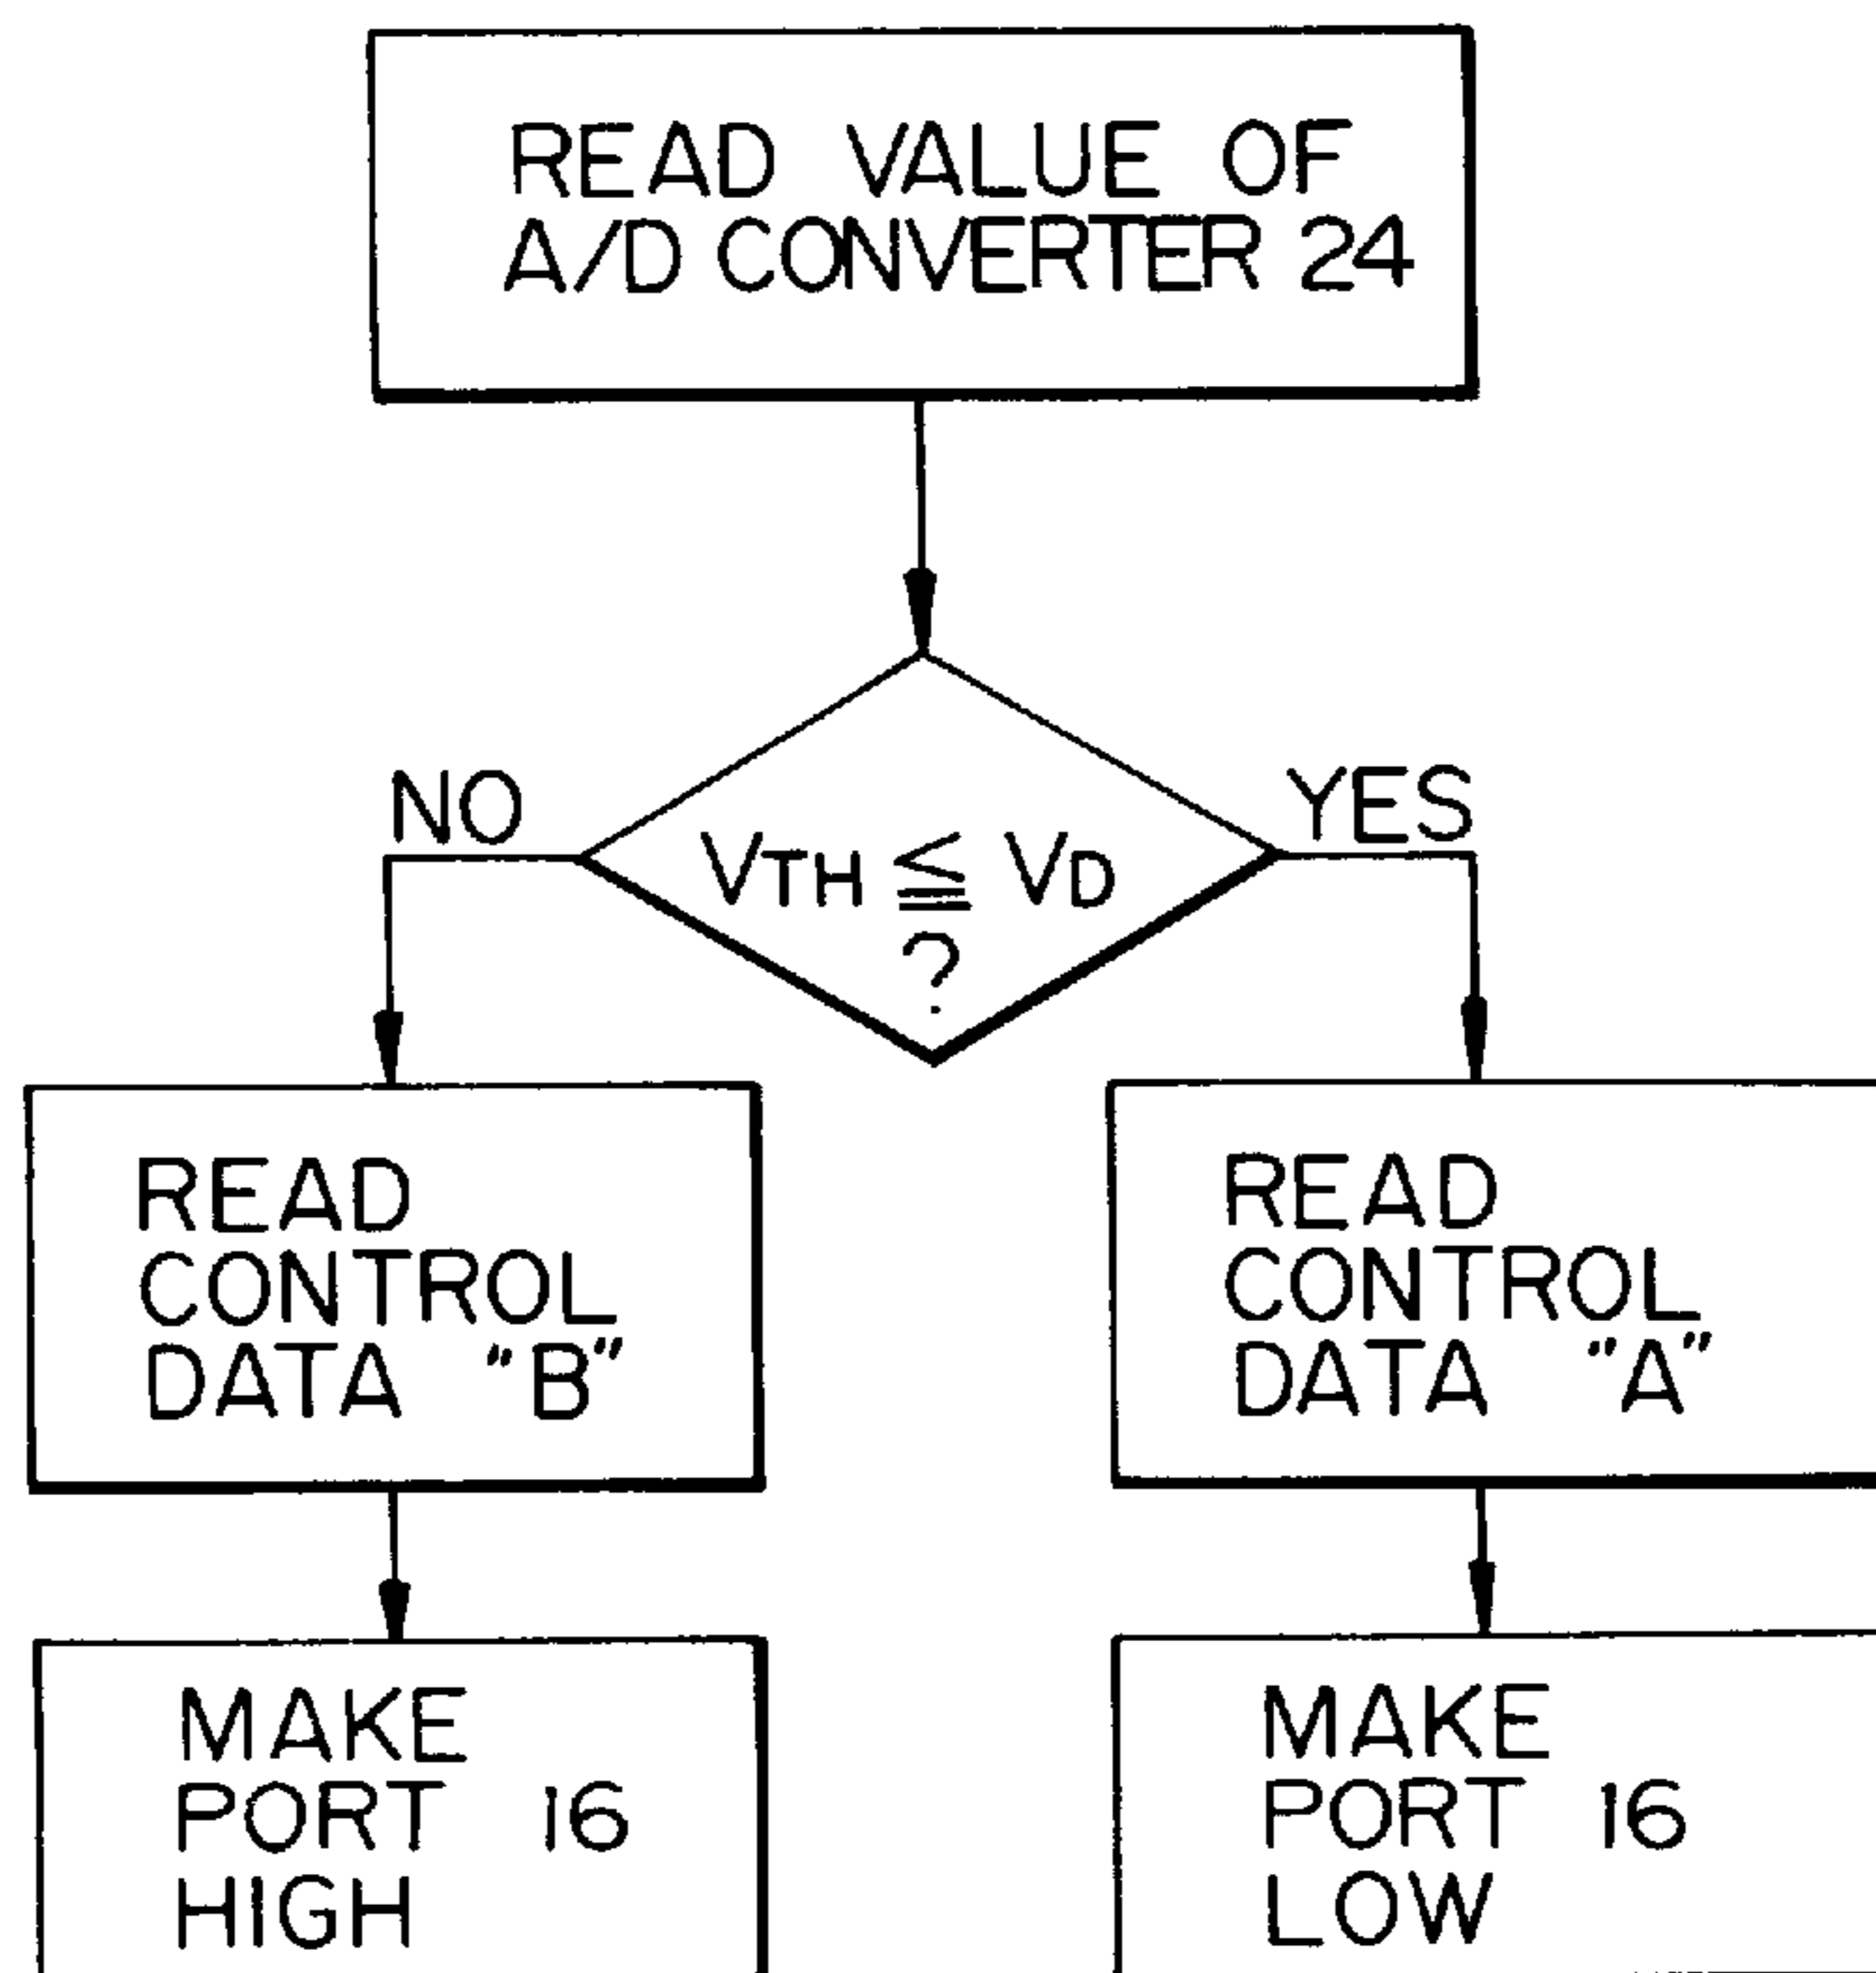 READ VALUE OF
A/D CONVERTER 24
NO
YES
VTH ≦ VD
?
READ
CONTROL
DATA "B"
READ
CONTROL
DATA "A"
MAKE
PORT 16
HIGH
MAKE
PORT 16
LOW